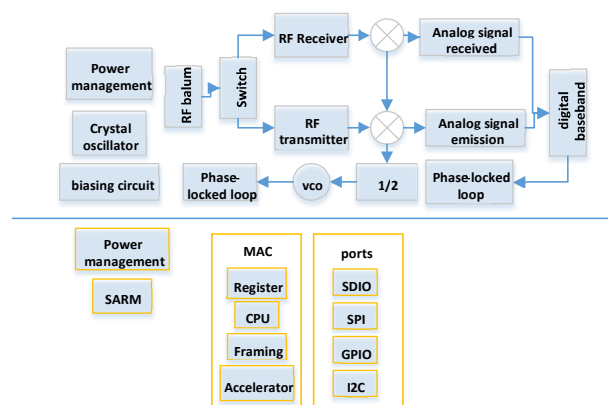 RF Receiver
Analog signal
received
Power
management
RF balum
Switch
digital
baseband
Crystal
oscillator
RF
transmitter
Analog signal
emission
biasing circuit
Phase-
locked loop
vco
1/2
Phase-locked
loop
Power
management
SARM
MAC
Register
CPU
Framing
Accelerator
ports
SDIO
SPI
GPIO
I2C